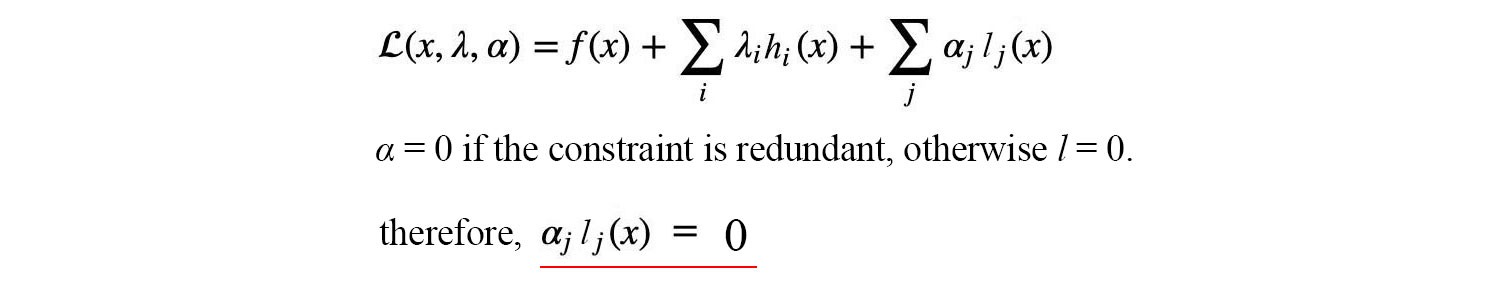 ℒ(x, λ, α) = f(x) + ∑ᵢ λᵢhᵢ(x) + ∑ⱼ αⱼ lⱼ(x)
α = 0 if the constraint is redundant, otherwise l = 0.
therefore, αⱼ lⱼ(x) = 0